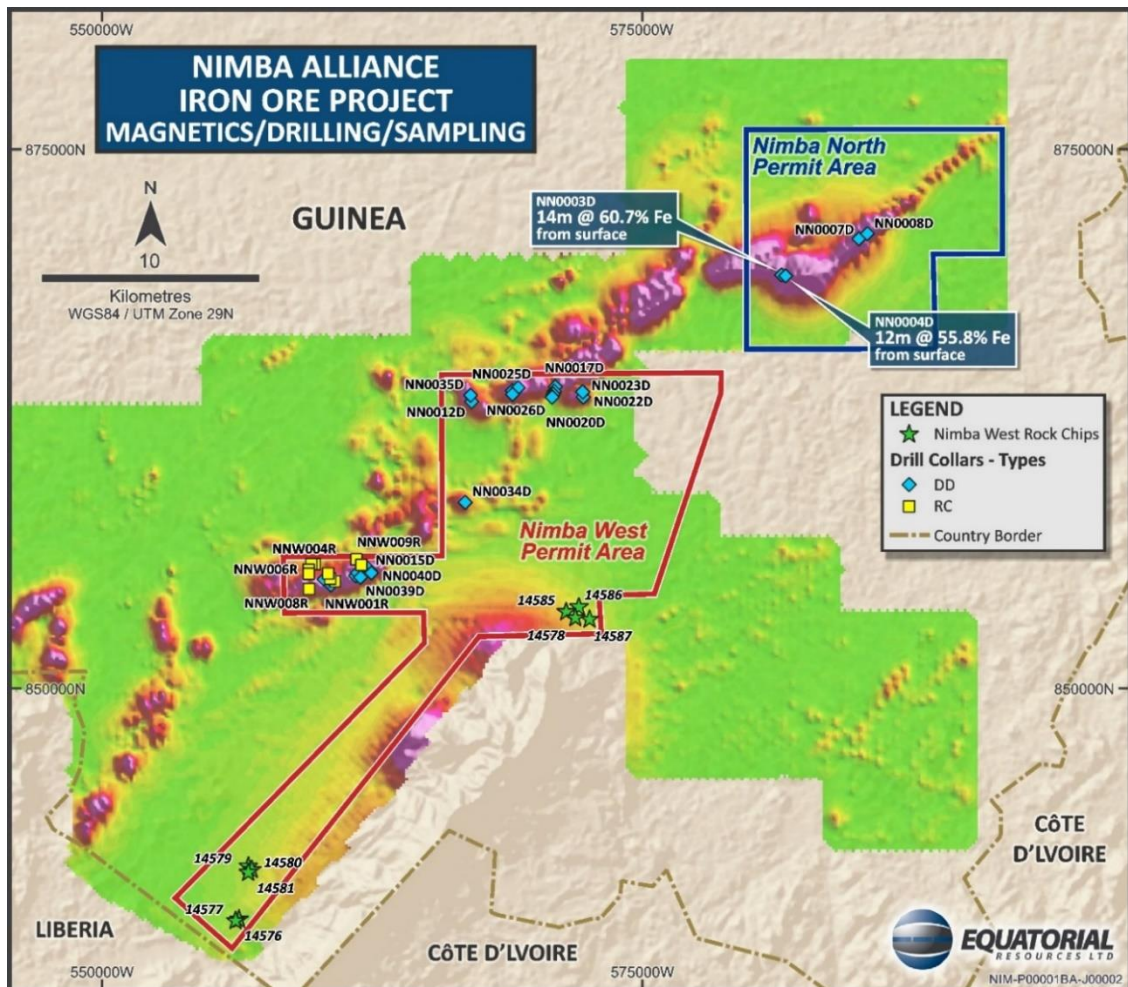 550000W
575000W
NIMBA ALLIANCE
IRON ORE PROJECT
MAGNETICS/DRILLING/SAMPLING
875000N
875000N
N
GUINEA
10
Kilometres
WGS84 / UTM Zone 29N
Nimba North
Permit Area
NN0003D
14m @ 60.7% Fe
from surface
NN0007D
NN0008D
NN0004D
12m @ 55.8% Fe
from surface
NN0025D
NN0017D
NN0035D
NN0023D
NN0012D
NN0026D
NN0022D
NN0020D
LEGEND
Nimba West Rock Chips
Drill Collars - Types
DD
RC
Country Border
NN0034D
Nimba West
Permit Area
NNW009R
NNW004R
NN0015D
NNW006R
NN0040D
NN0039D
NNW008R
NNW001R
14586
14585
14578
14587
850000N
850000N
14579
14580
14581
14577
14576
LIBERIA
CôTE D'LVOIRE
CôTE
D'LVOIRE
EQUATORIAL
RESOURCES LTD
550000W
575000W
NIM-P00001BA-J00002